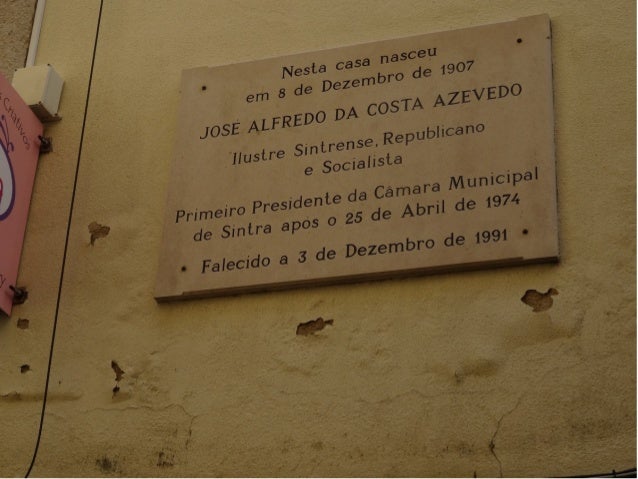 Nesta casa nasceu
em 8 de Dezembro de 1907
JOSÉ ALFREDO DA COSTA AZEVEDO
Ilustre Sintrense, Republicano
e Socialista
Primeiro Presidente da Câmara Municipal
de Sintra após o 25 de Abril de 1974
Falecido a 3 de Dezembro de 1991
Criativos